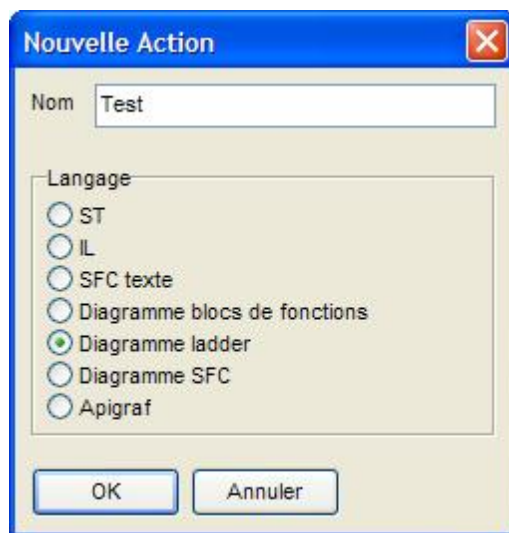 Nouvelle Action
Nom Test
Langage
ST
IL
SFC texte
Diagramme blocs de fonctions
Diagramme ladder
Diagramme SFC
Apigraf
OK Annuler